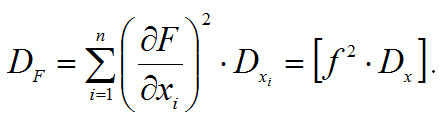 D_F = \sum_{i=1}^{n} \left( \frac{\partial F}{\partial x_i} \right)^2 \cdot D_{x_i} = \left[ f^2 \cdot D_x \right].